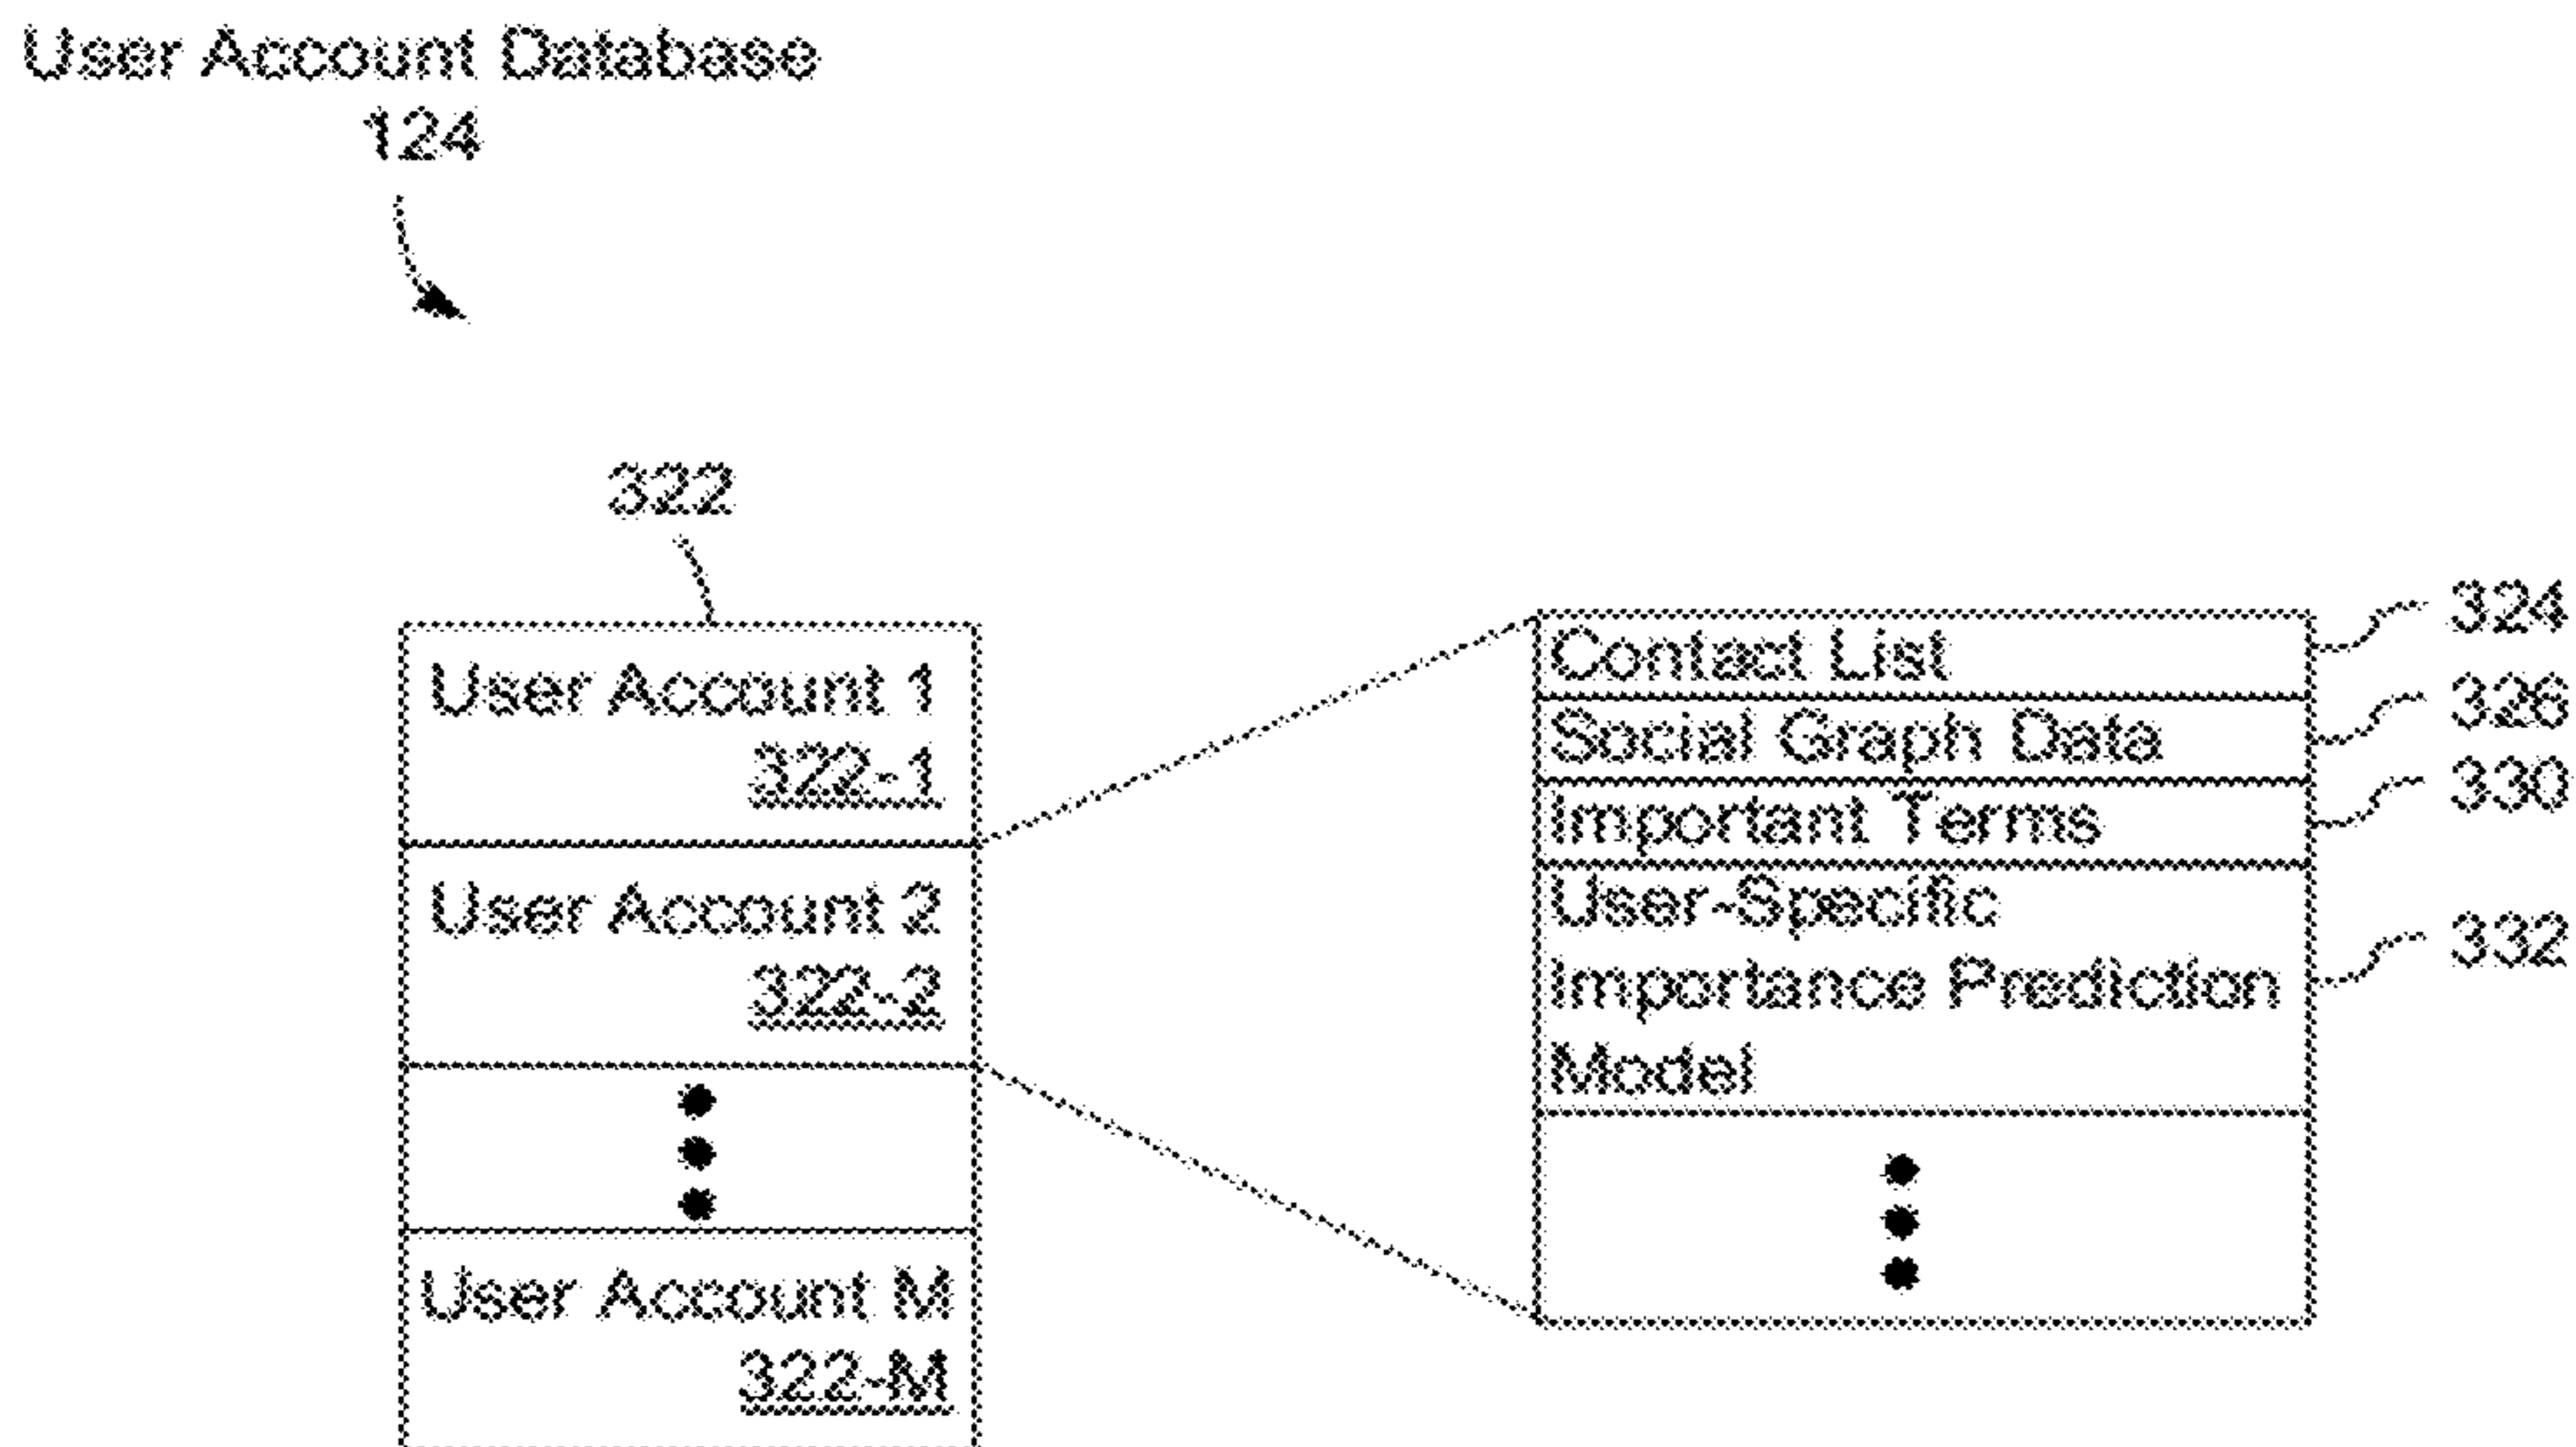 User Account Database
124
322
User Account 1
322-1
User Account 2
322-2
User Account M
322-M
Contact List
324
Social Graph Data
326
Important Terms
330
User-Specific
Importance Prediction
Model
332